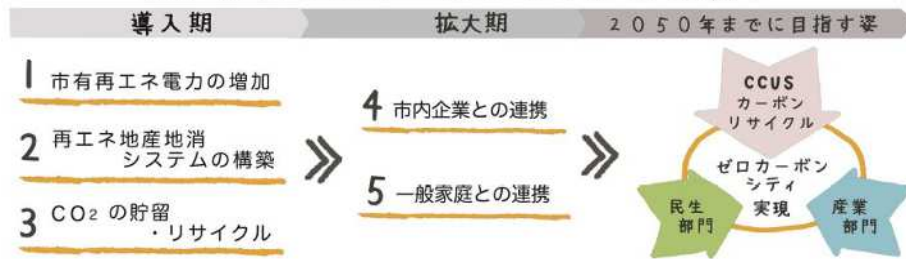 導入期
拡大期
2050年までに目指す姿
1 市有再エネ電力の増加
2 再エネ地産地消
システムの構築
3 CO₂ の貯留
・リサイクル
4 市内企業との連携
5 一般家庭との連携
CCUS
カーボン
リサイクル
ゼロカーボン
シティ
実現
民生
部門
産業
部門